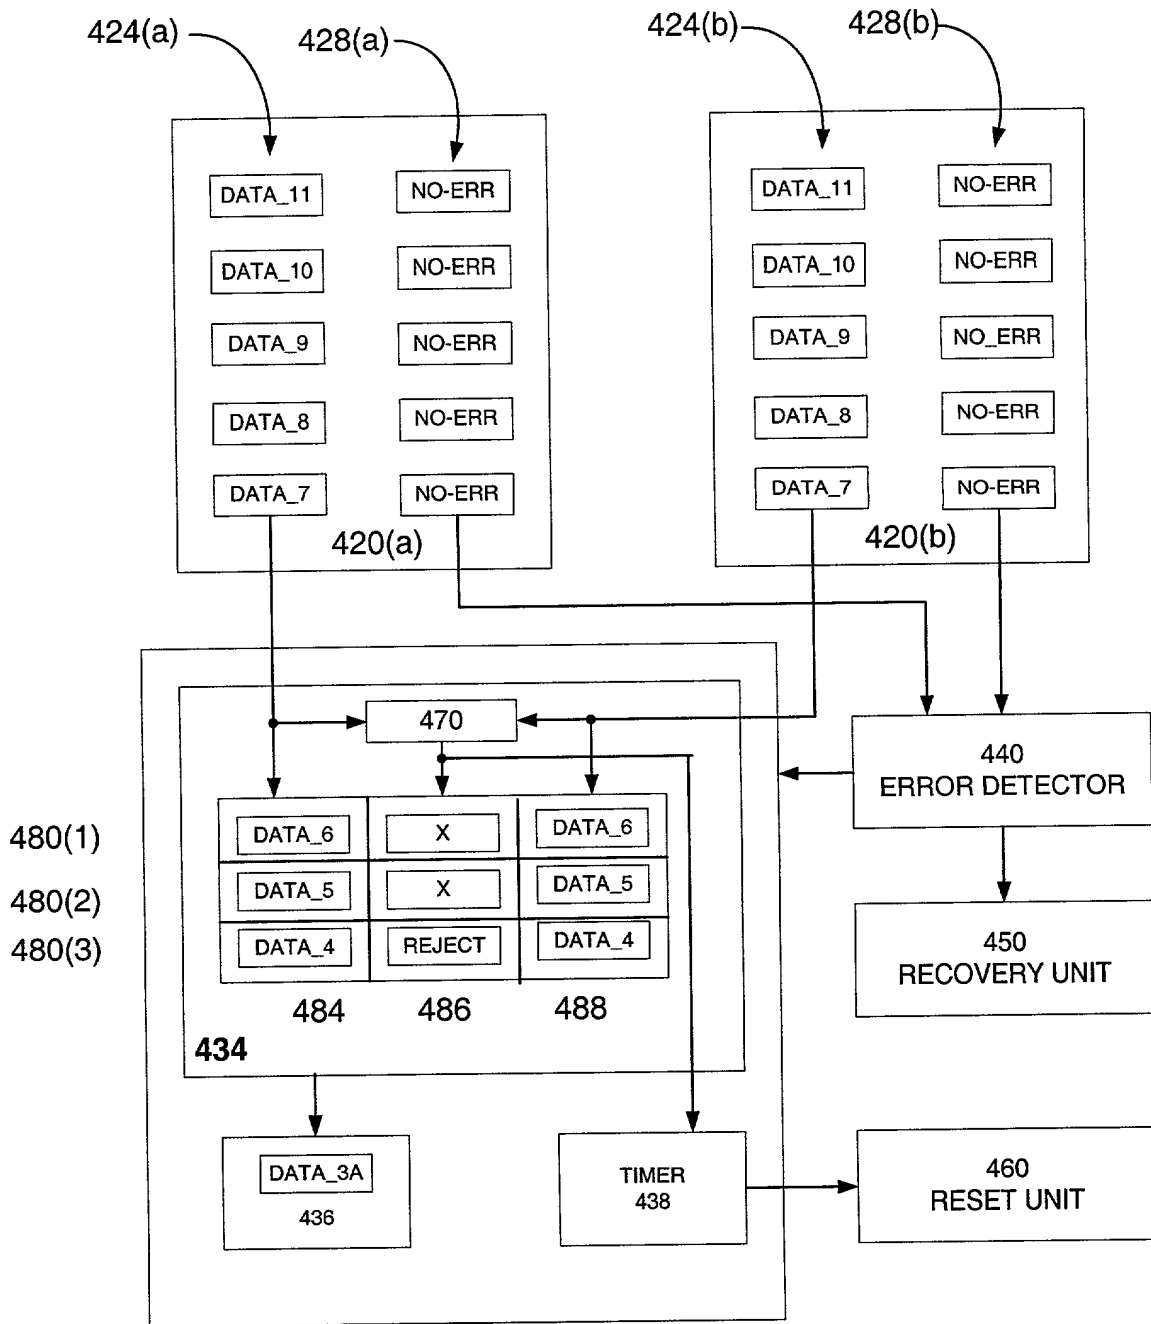 424(a)
428(a)
424(b)
428(b)
DATA_11
NO-ERR
DATA_10
NO-ERR
DATA_9
NO-ERR
DATA_8
NO-ERR
DATA_7
NO-ERR
420(a)
DATA_11
NO-ERR
DATA_10
NO-ERR
DATA_9
NO_ERR
DATA_8
NO-ERR
DATA_7
NO-ERR
420(b)
470
440
ERROR DETECTOR
480(1)
DATA_6
X
DATA_6
480(2)
DATA_5
X
DATA_5
480(3)
DATA_4
REJECT
DATA_4
484
486
488
434
450
RECOVERY UNIT
DATA_3A
436
TIMER
438
460
RESET UNIT